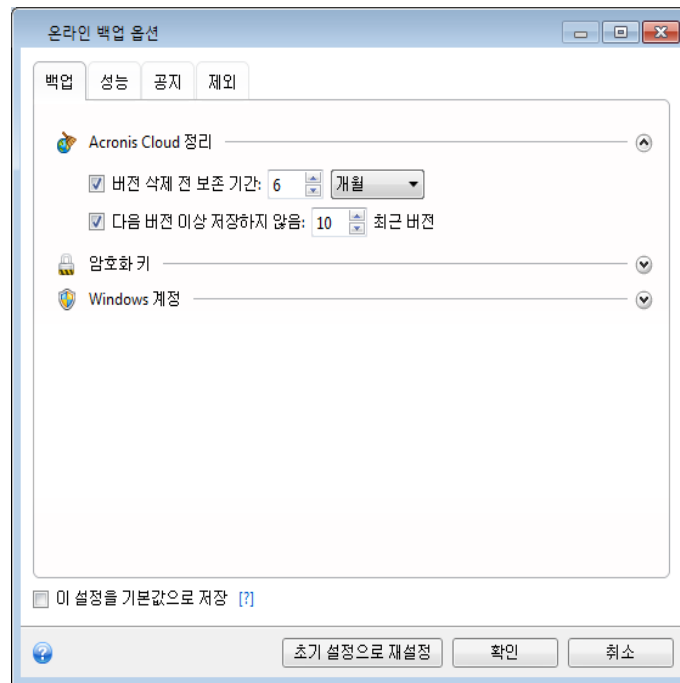 온라인 백업 옵션
백업 성능 공지 제외
Acronis Cloud 정리
버전 삭제 전 보존 기간: 6 개월
다음 버전 이상 저장하지 않음: 10 최근 버전
암호화 키
Windows 계정
이 설정을 기본값으로 저장 [?]
초기 설정으로 재설정 확인 취소